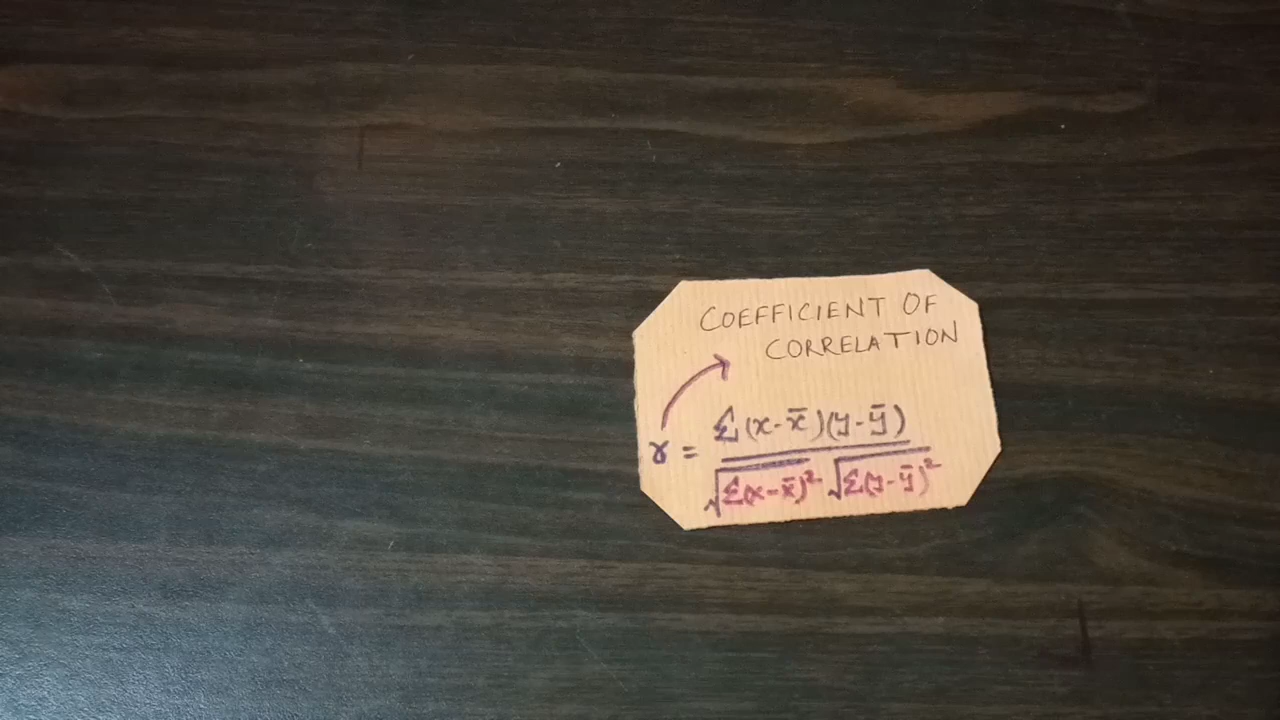 COEFFICIENT OF
CORRELATION
r = Σ(x-x̄)(y-ȳ)
√Σ(x-x̄)² √Σ(y-ȳ)²